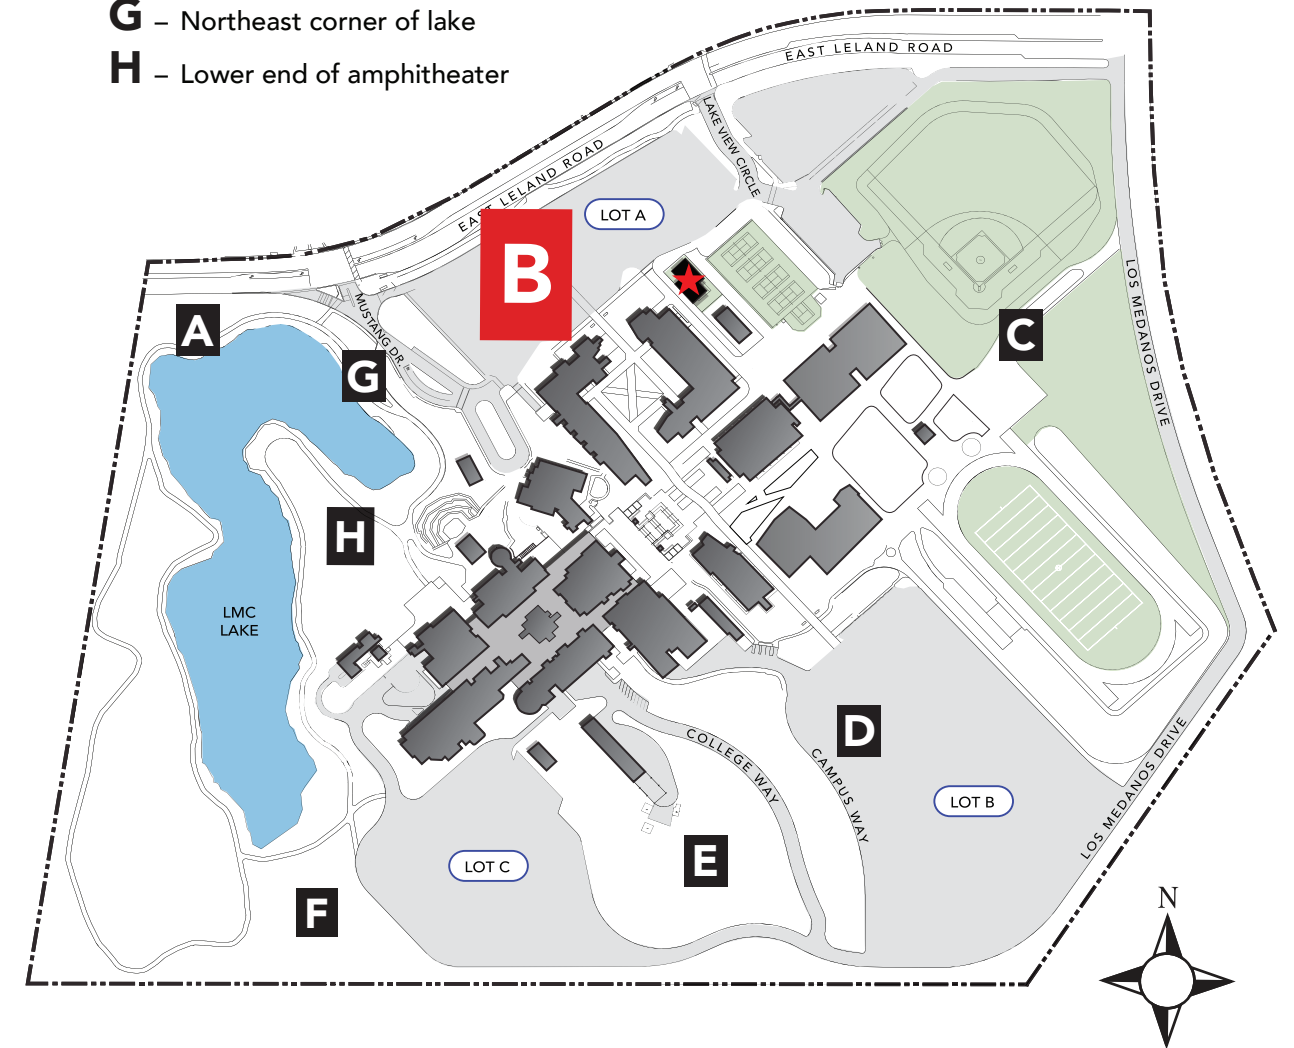 G – Northeast corner of lake
H – Lower end of amphitheater
EAST LELAND ROAD
LAKE VIEW CIRCLE
EAST LELAND ROAD
LOT A
B
MUSTANG DR.
A
G
C
LOS MEDANOS DRIVE
H
LMC
LAKE
D
COLLEGE WAY
CAMPUS WAY
LOT B
LOS MEDANOS DRIVE
E
LOT C
F
N